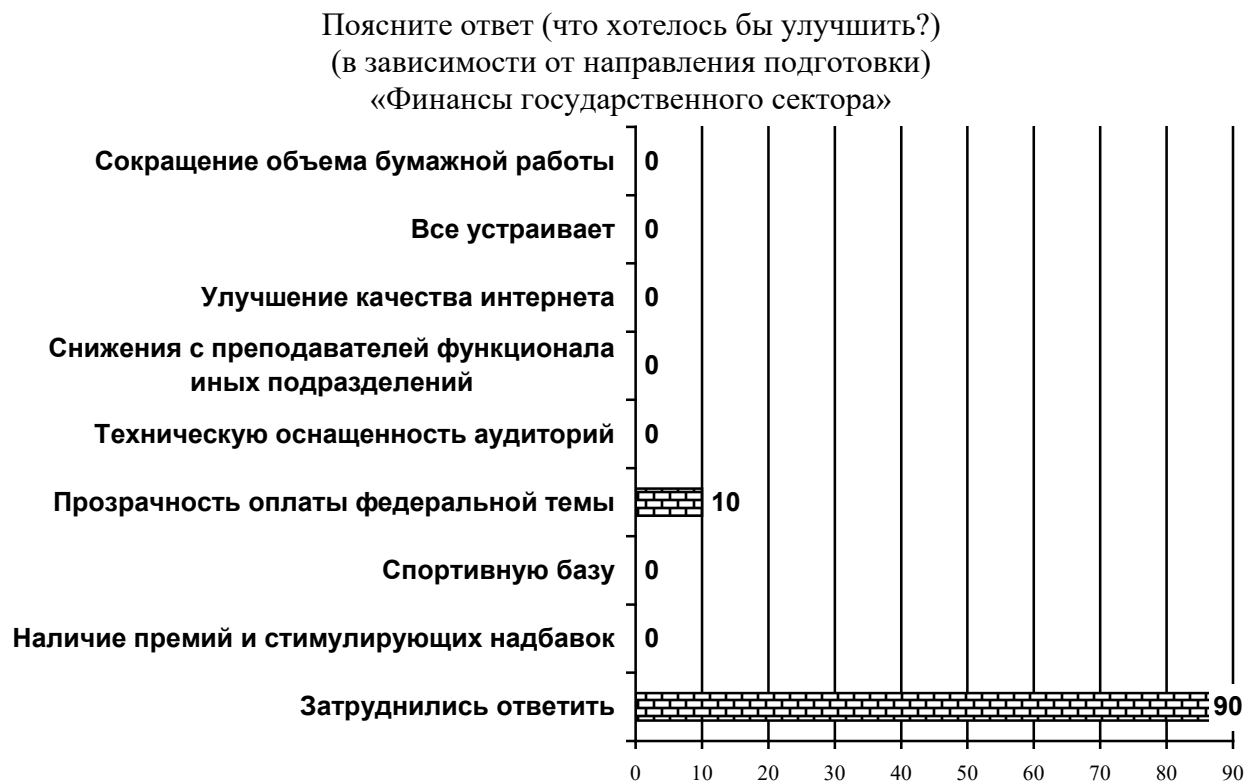 Поясните ответ (что хотелось бы улучшить?)
(в зависимости от направления подготовки)
«Финансы государственного сектора»
Сокращение объема бумажной работы 0
Все устраивает 0
Улучшение качества интернета 0
Снижения с преподавателей функционала
иных подразделений 0
Техническую оснащенность аудиторий 0
Прозрачность оплаты федеральной темы 10
Спортивную базу 0
Наличие премий и стимулирующих надбавок 0
Затруднились ответить 90
0 10 20 30 40 50 60 70 80 90